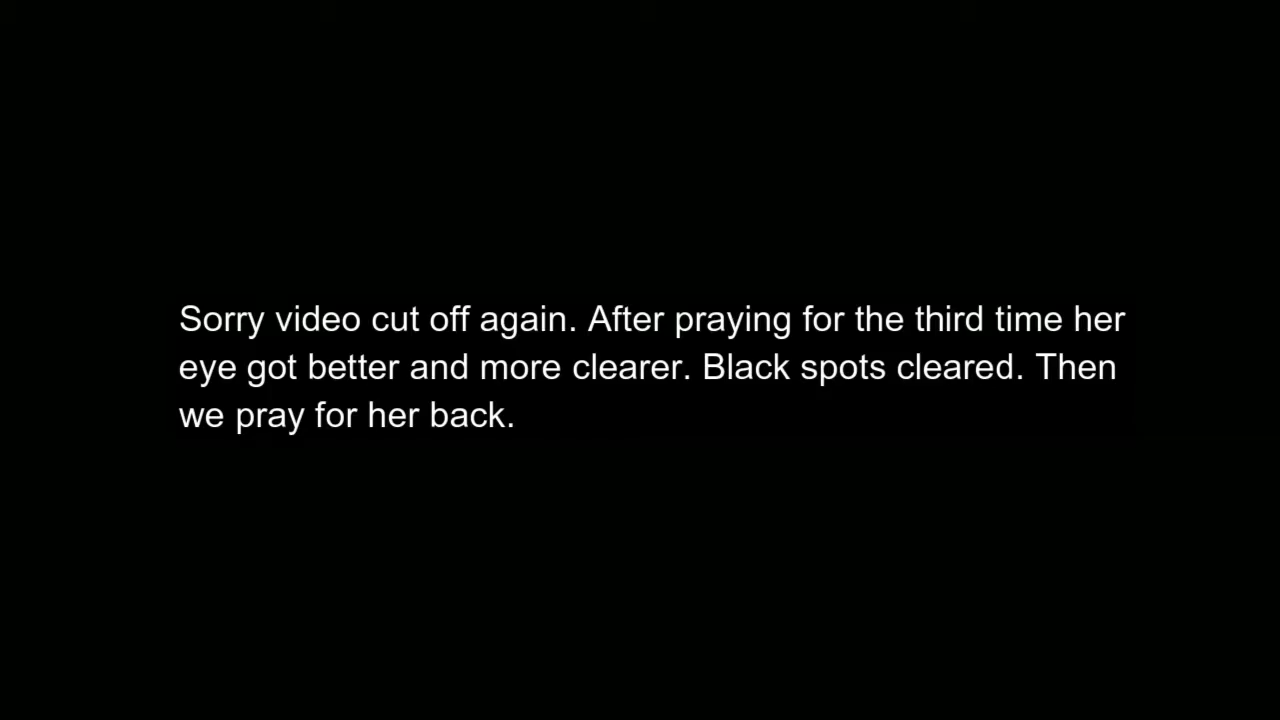 Sorry video cut off again. After praying for the third time her
eye got better and more clearer. Black spots cleared. Then
we pray for her back.